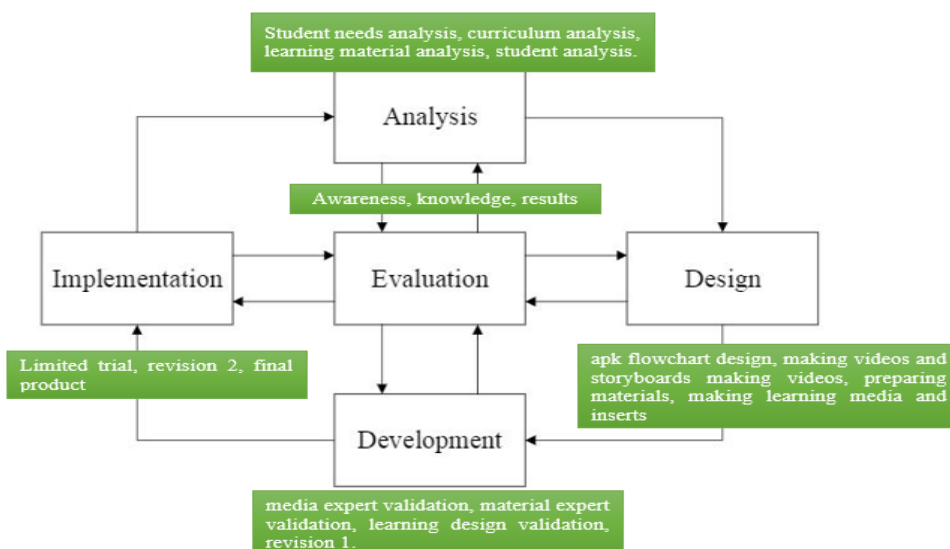 Student needs analysis, curriculum analysis,
learning material analysis, student analysis.
Analysis
Awareness, knowledge, results
Implementation
Evaluation
Design
Limited trial, revision 2, final
product
apk flowchart design, making videos and
storyboards making videos, preparing
materials, making learning media and
inserts
Development
media expert validation, material expert
validation, learning design validation,
revision 1.